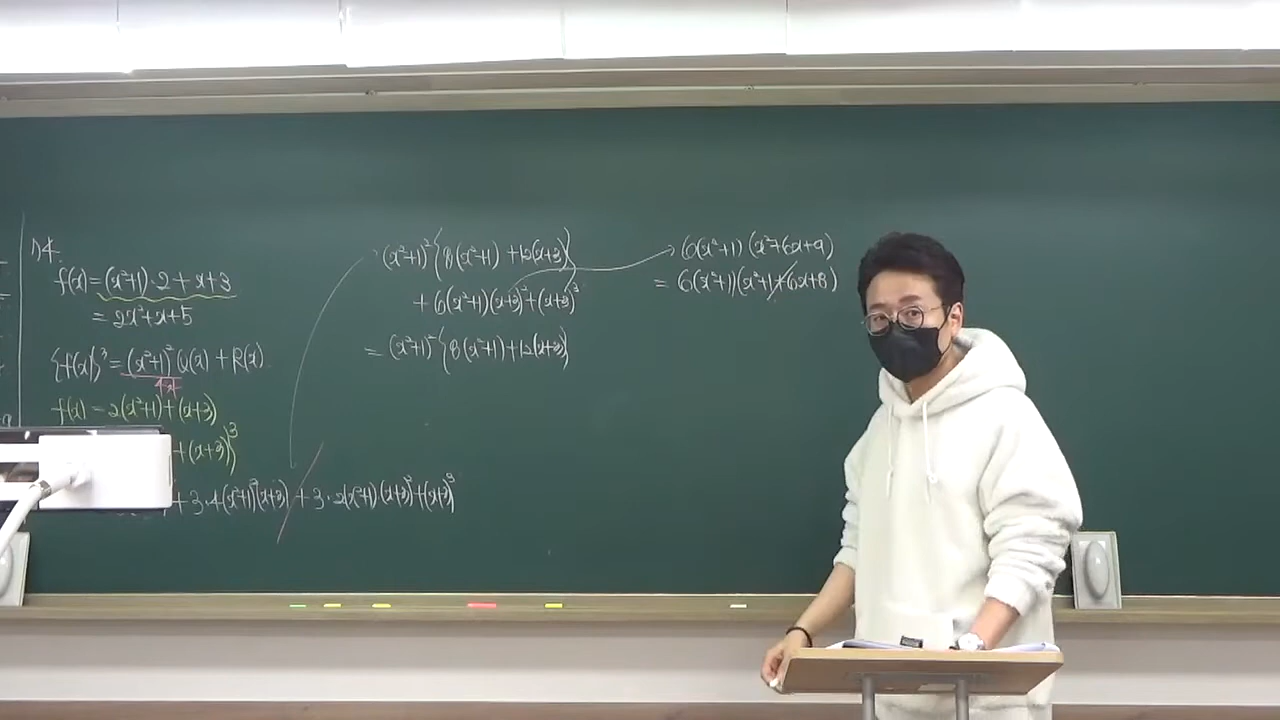 74.
f(x) = (x²+1)·2 + x+3
= 2x²+x+5
{f(x)}³ = (x²+1)² Q(x) + R(x)
f(x) = 2(x²+1)+(x+3)
+(x+3)}³
+ 3·4(x²+1)²(x+3) + 3·2(x²+1)(x+3)²+(x+3)³
(x²+1)²{8(x²+1) +12(x+3)}
+ 6(x²+1)(x+3)²+(x+3)³
= (x²+1)²{8(x²+1)+12(x+3)}
6(x²+1)(x²+6x+9)
= 6(x²+1)(x²+1+6x+8)